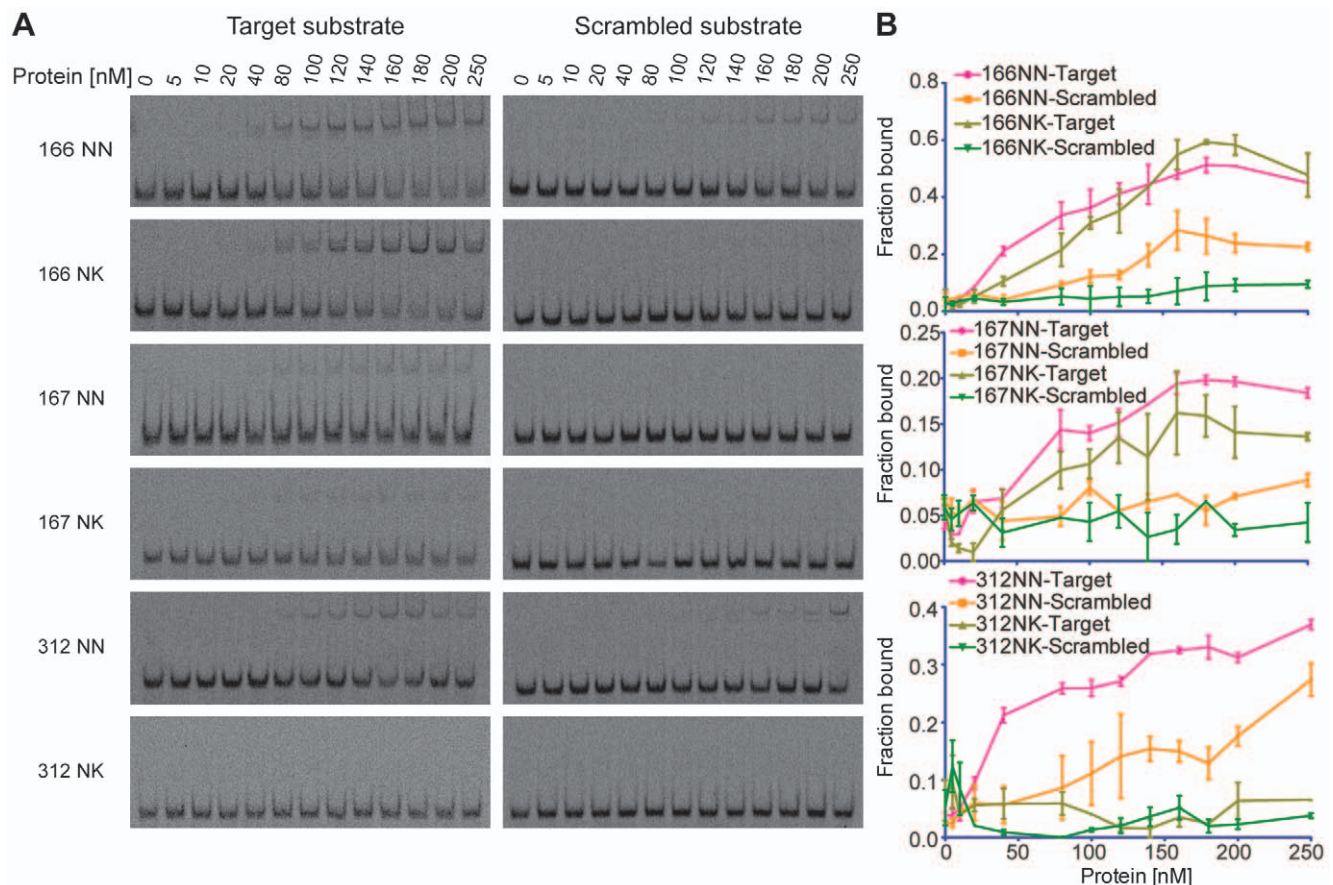 A
Target substrate
Scrambled substrate
Protein [nM]
0 5 10 20 40 80 100 120 140 160 180 200 250
0 5 10 20 40 80 100 120 140 160 180 200 250
166 NN
166 NK
167 NN
167 NK
312 NN
312 NK
B
166NN-Target
166NN-Scrambled
166NK-Target
166NK-Scrambled
Fraction bound
0.8
0.6
0.4
0.2
0.0
167NN-Target
167NN-Scrambled
167NK-Target
167NK-Scrambled
Fraction bound
0.25
0.20
0.15
0.10
0.05
0.00
312NN-Target
312NN-Scrambled
312NK-Target
312NK-Scrambled
Fraction bound
0.4
0.3
0.2
0.1
0.0
0 50 100 150 200 250
Protein [nM]